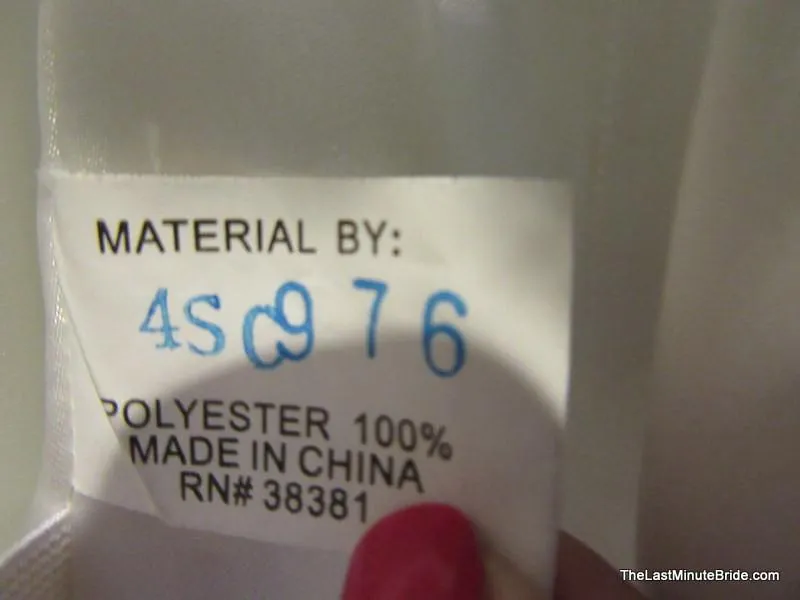 MATERIAL BY:
4SC976
POLYESTER 100%
MADE IN CHINA
RN# 38381
TheLastMinuteBride.com